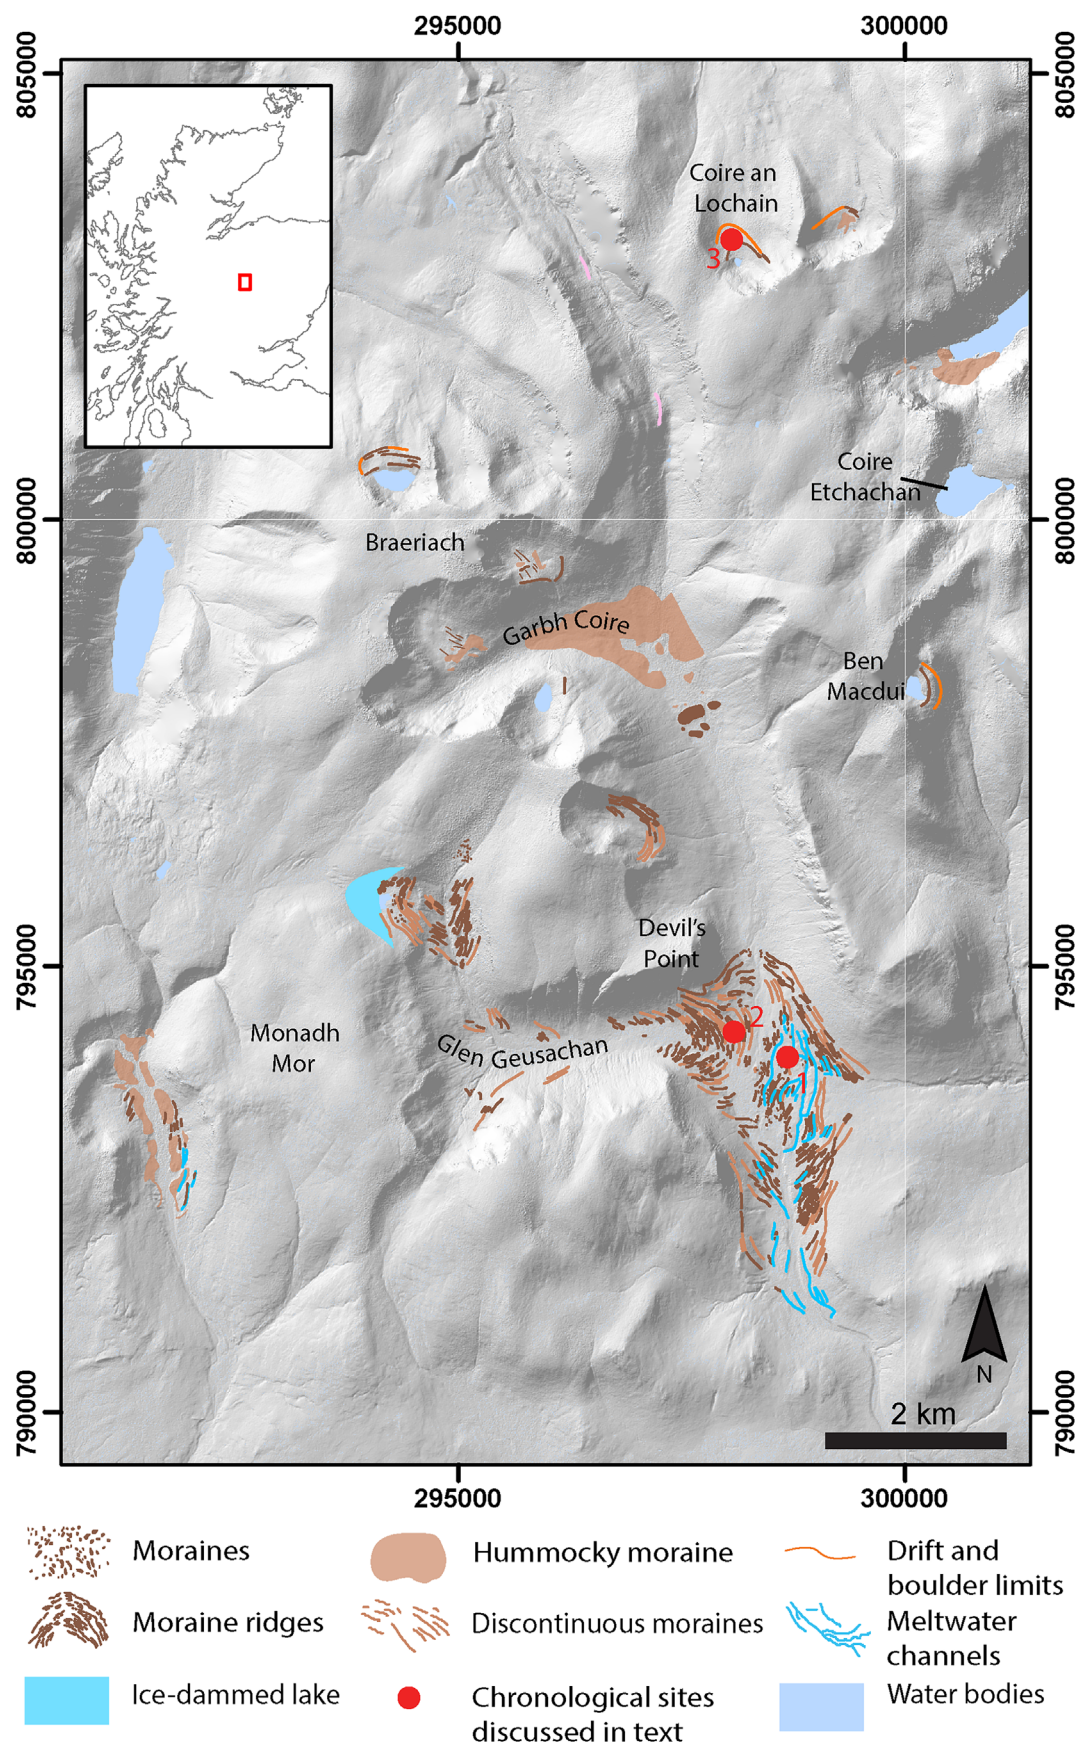 295000
300000
805000
805000
Coire an
Lochain
3
Coire
Etchachan
800000
800000
Braeriach
Garbh Coire
Ben
Macdui
Devil's
Point
795000
795000
2
Monadh
Mor
Glen Geusachan
1
N
2 km
790000
790000
295000
300000
Moraines
Hummocky moraine
Drift and
boulder limits
Moraine ridges
Discontinuous moraines
Meltwater
channels
Ice-dammed lake
Chronological sites
discussed in text
Water bodies